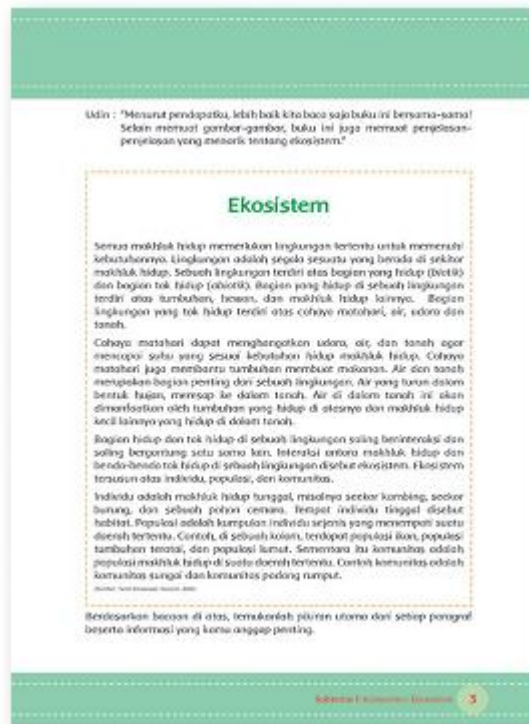 Udin : "Menurut pendapatku, lebih baik kita baca saja buku ini bersama-sama!
Selain memuat gambar-gambar, buku ini juga memuat penjelasan-
penjelasan yang menarik tentang ekosistem."
Ekosistem
Semua makhluk hidup memerlukan lingkungan tertentu untuk memenuhi
kebutuhannya. Lingkungan adalah segala sesuatu yang berada di sekitar
makhluk hidup. Sebuah lingkungan terdiri atas bagian yang hidup (biotik)
dan bagian tak hidup (abiotik). Bagian yang hidup di sebuah lingkungan
terdiri atas tumbuhan, hewan, dan makhluk hidup lainnya. Bagian
lingkungan yang tak hidup terdiri atas cahaya matahari, air, udara dan
tanah.
Cahaya matahari dapat menghangatkan udara, air, dan tanah agar
mencapai suhu yang sesuai kebutuhan hidup makhluk hidup. Cahaya
matahari juga membantu tumbuhan membuat makanan. Air dan tanah
merupakan bagian penting dari sebuah lingkungan. Air yang turun dalam
bentuk hujan, meresap ke dalam tanah. Air di dalam tanah ini akan
dimanfaatkan oleh tumbuhan yang hidup di atasnya dan makhluk hidup
kecil lainnya yang hidup di dalam tanah.
Bagian hidup dan tak hidup di sebuah lingkungan saling berinteraksi dan
saling bergantung satu sama lain. Interaksi antara makhluk hidup dan
benda-benda tak hidup di sebuah lingkungan disebut ekosistem. Ekosistem
tersusun atas individu, populasi, dan komunitas.
Individu adalah makhluk hidup tunggal, misalnya seekor kambing, seekor
burung, dan sebuah pohon cemara. Tempat individu tinggal disebut
habitat. Populasi adalah kumpulan individu sejenis yang menempati suatu
daerah tertentu. Contoh, di sebuah kolam, terdapat populasi ikan, populasi
tumbuhan teratai, dan populasi lumut. Sementara itu komunitas adalah
populasi makhluk hidup di suatu daerah tertentu. Contoh komunitas adalah
komunitas sungai dan komunitas padang rumput.
Berdasarkan bacaan di atas, temukanlah pikiran utama dari setiap paragraf
beserta informasi yang kamu anggap penting.
Subtema 1: Komponen Ekosistem 3